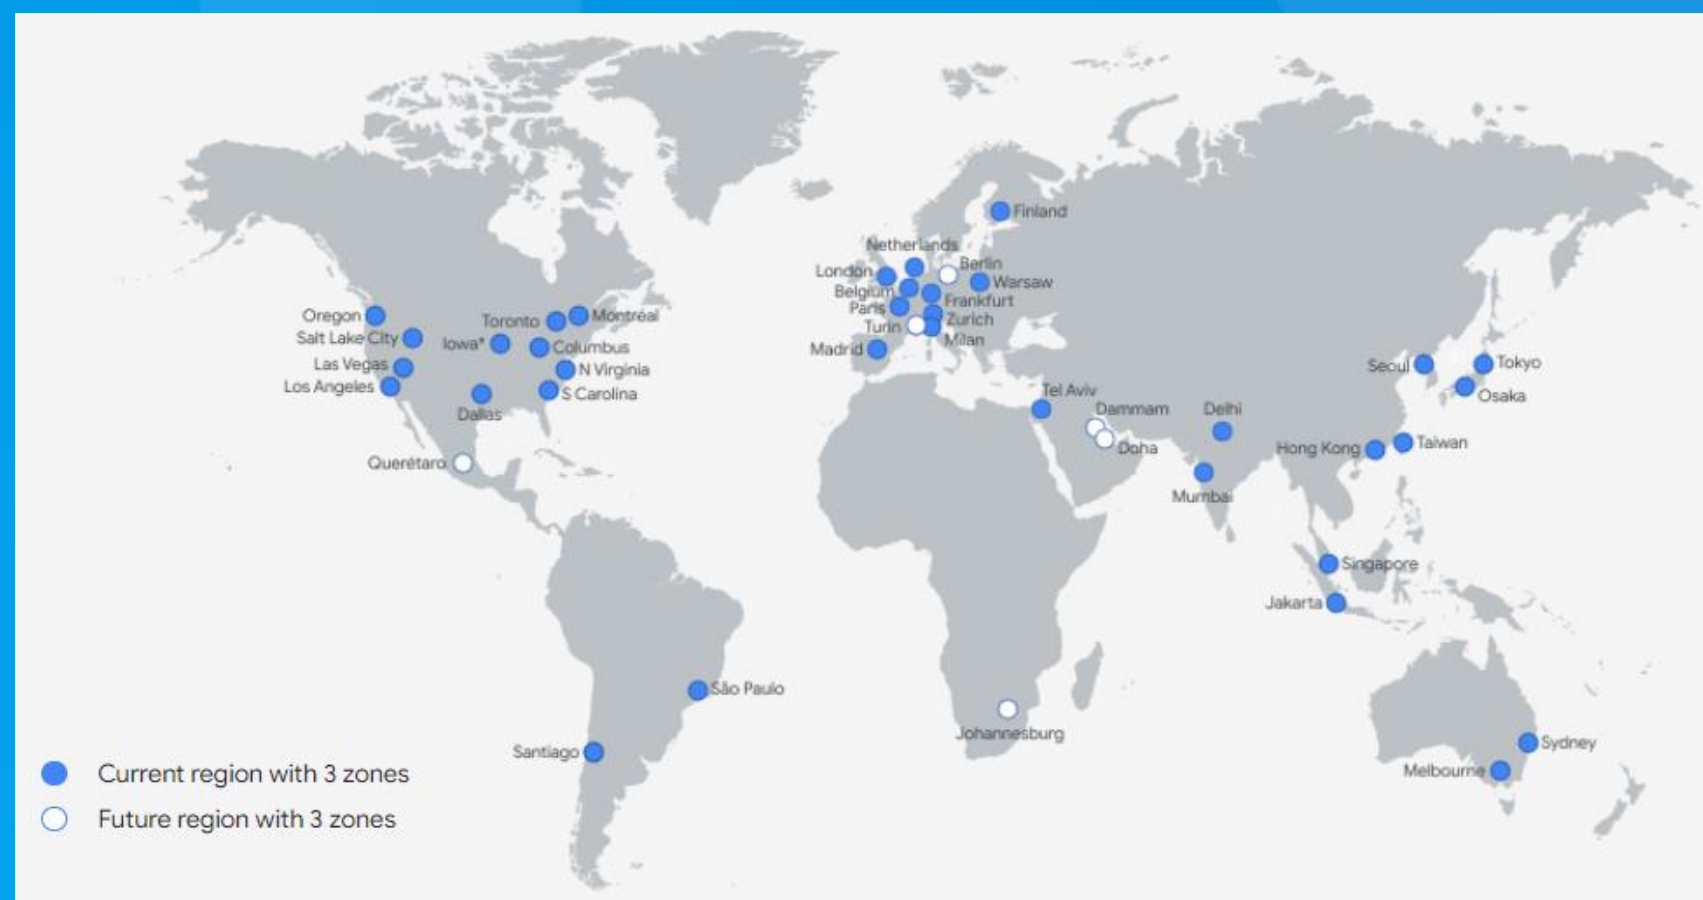 Finland
Netherlands
Berlin
London
Warsaw
Belgium
Frankfurt
Paris
Zurich
Turin
Milan
Madrid
Oregon
Toronto
Montréal
Salt Lake City
Iowa*
Columbus
Las Vegas
N Virginia
Los Angeles
S Carolina
Dallas
Querétaro
Seoul
Tokyo
Osaka
Tel Aviv
Dammam
Delhi
Doha
Hong Kong
Taiwan
Mumbai
Singapore
Jakarta
São Paulo
Johannesburg
Santiago
Sydney
Melbourne
Current region with 3 zones
Future region with 3 zones